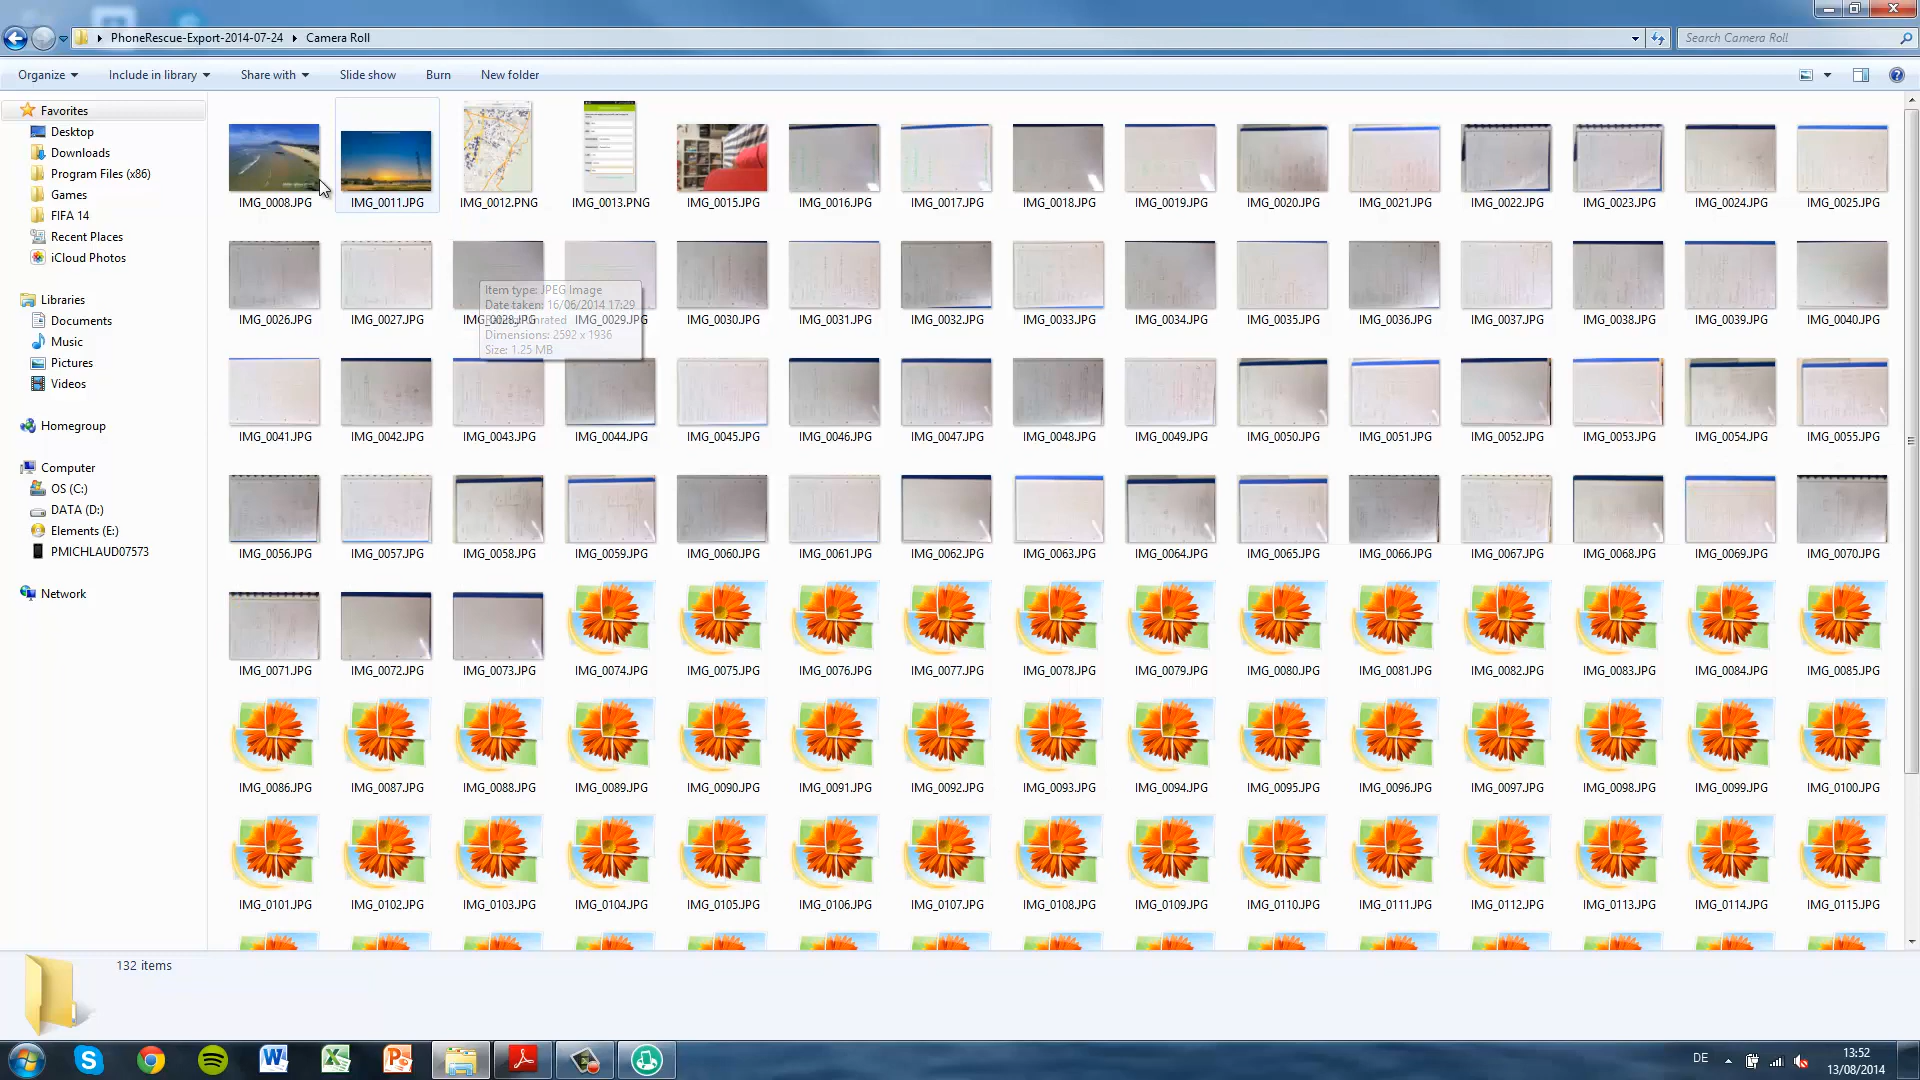 PhoneRescue-Export-2014-07-24 Camera Roll
Search Camera Roll
Organize Include in library Share with Slide show Burn New folder
Favorites
Desktop
Downloads
Program Files (x86)
Games
FIFA 14
Recent Places
iCloud Photos
Libraries
Documents
Music
Pictures
Videos
Homegroup
Computer
OS (C:)
DATA (D:)
Elements (E:)
PMICHLAUD07573
Network
IMG_0008.JPG IMG_0011.JPG IMG_0012.PNG IMG_0013.PNG IMG_0015.JPG IMG_0016.JPG IMG_0017.JPG IMG_0018.JPG IMG_0019.JPG IMG_0020.JPG IMG_0021.JPG IMG_0022.JPG IMG_0023.JPG IMG_0024.JPG IMG_0025.JPG
Item type: JPEG Image
Date taken: 16/06/2014 17:29
IMG_0026.JPG IMG_0027.JPG IMG_0028.JPG IMG_0029.JPG IMG_0030.JPG IMG_0031.JPG IMG_0032.JPG IMG_0033.JPG IMG_0034.JPG IMG_0035.JPG IMG_0036.JPG IMG_0037.JPG IMG_0038.JPG IMG_0039.JPG IMG_0040.JPG
Rating: Unrated
Dimensions: 2592 x 1936
Size: 1.25 MB
IMG_0041.JPG IMG_0042.JPG IMG_0043.JPG IMG_0044.JPG IMG_0045.JPG IMG_0046.JPG IMG_0047.JPG IMG_0048.JPG IMG_0049.JPG IMG_0050.JPG IMG_0051.JPG IMG_0052.JPG IMG_0053.JPG IMG_0054.JPG IMG_0055.JPG
IMG_0056.JPG IMG_0057.JPG IMG_0058.JPG IMG_0059.JPG IMG_0060.JPG IMG_0061.JPG IMG_0062.JPG IMG_0063.JPG IMG_0064.JPG IMG_0065.JPG IMG_0066.JPG IMG_0067.JPG IMG_0068.JPG IMG_0069.JPG IMG_0070.JPG
IMG_0071.JPG IMG_0072.JPG IMG_0073.JPG IMG_0074.JPG IMG_0075.JPG IMG_0076.JPG IMG_0077.JPG IMG_0078.JPG IMG_0079.JPG IMG_0080.JPG IMG_0081.JPG IMG_0082.JPG IMG_0083.JPG IMG_0084.JPG IMG_0085.JPG
IMG_0086.JPG IMG_0087.JPG IMG_0088.JPG IMG_0089.JPG IMG_0090.JPG IMG_0091.JPG IMG_0092.JPG IMG_0093.JPG IMG_0094.JPG IMG_0095.JPG IMG_0096.JPG IMG_0097.JPG IMG_0098.JPG IMG_0099.JPG IMG_0100.JPG
IMG_0101.JPG IMG_0102.JPG IMG_0103.JPG IMG_0104.JPG IMG_0105.JPG IMG_0106.JPG IMG_0107.JPG IMG_0108.JPG IMG_0109.JPG IMG_0110.JPG IMG_0111.JPG IMG_0112.JPG IMG_0113.JPG IMG_0114.JPG IMG_0115.JPG
132 items
DE
13:52
13/08/2014